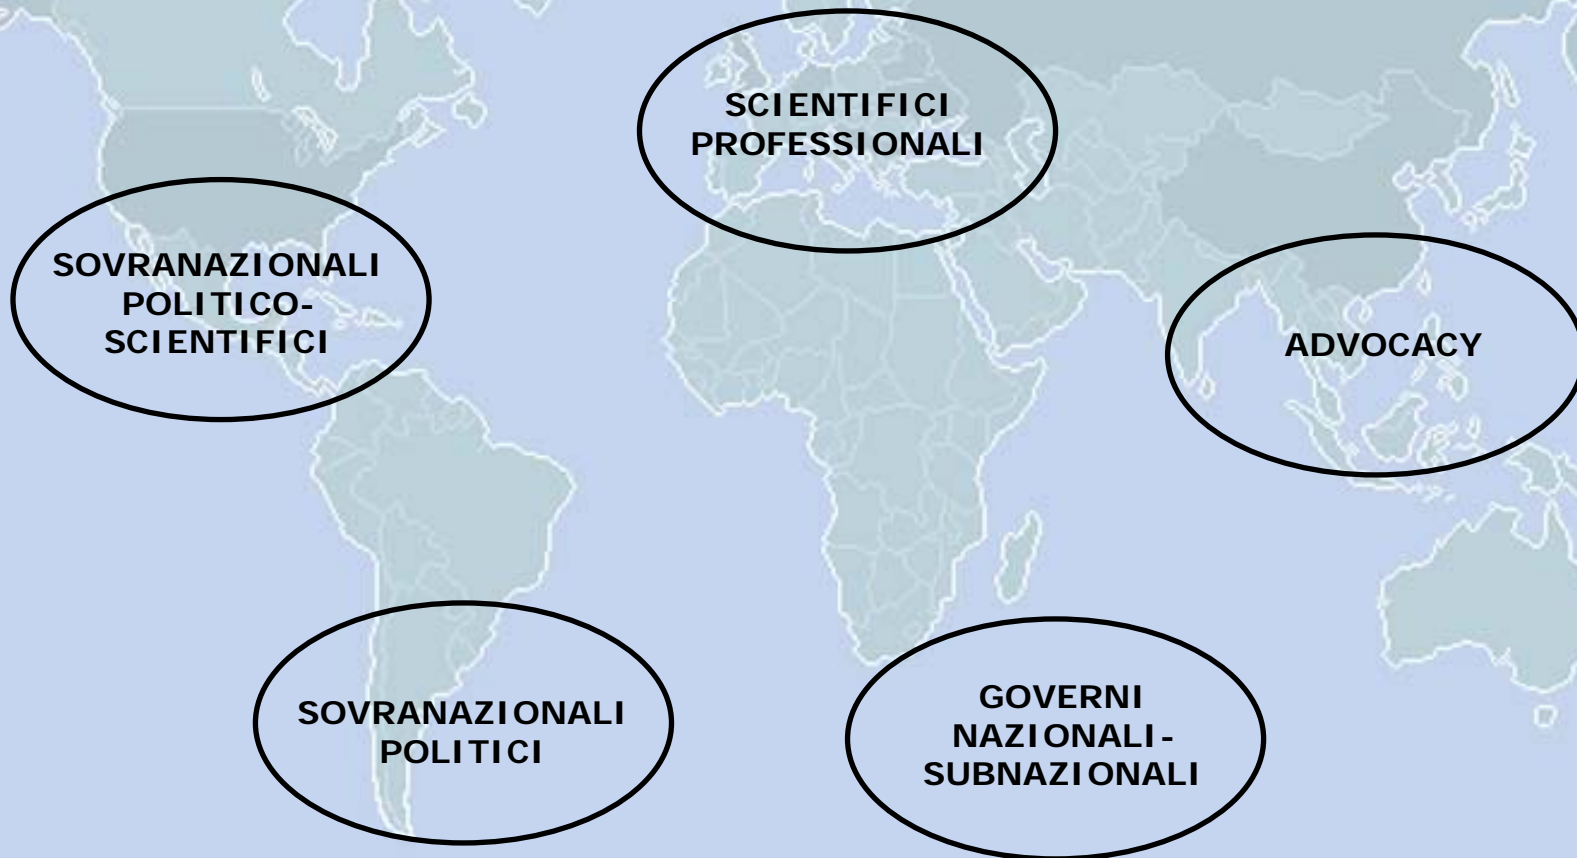 SCIENTIFICI
PROFESSIONALI
SOVRANAZIONALI
POLITICO-
SCIENTIFICI
ADVOCACY
SOVRANAZIONALI
POLITICI
GOVERNI
NAZIONALI-
SUBNAZIONALI